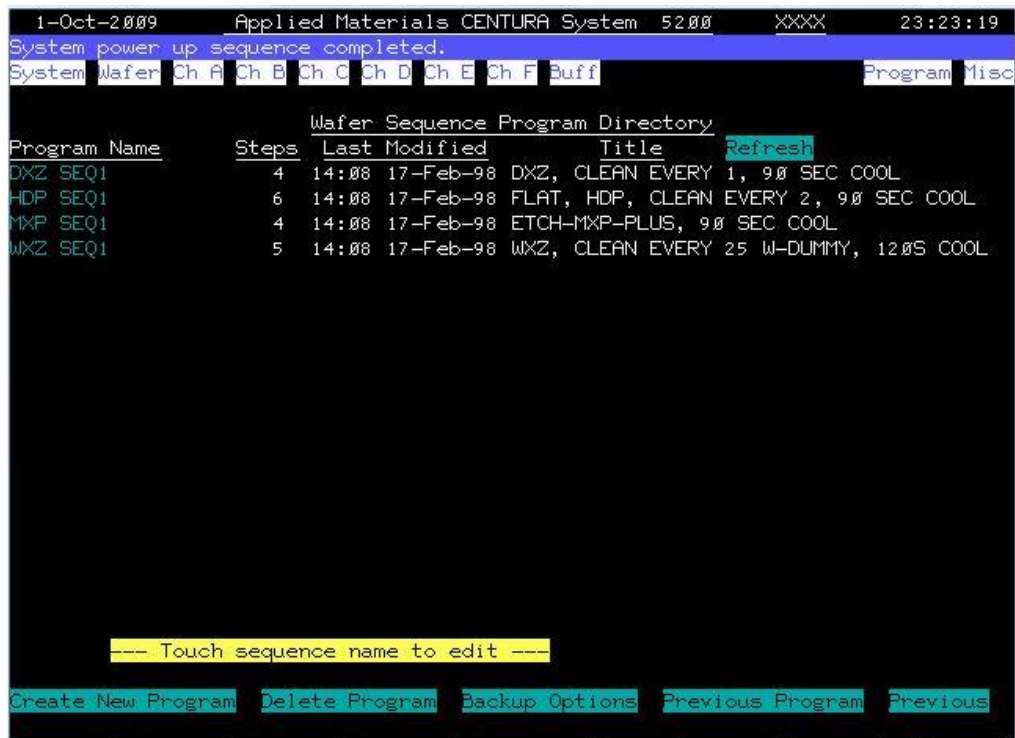 1-Oct-2009 Applied Materials CENTURA System 5200 XXXX 23:23:19
System power up sequence completed.
System Wafer Ch A Ch B Ch C Ch D Ch E Ch F Buff Program Misc
Wafer Sequence Program Directory
Program Name Steps Last Modified Title Refresh
DXZ SEQ1 4 14:08 17-Feb-98 DXZ, CLEAN EVERY 1, 90 SEC COOL
HDP SEQ1 6 14:08 17-Feb-98 FLAT, HDP, CLEAN EVERY 2, 90 SEC COOL
MXP SEQ1 4 14:08 17-Feb-98 ETCH-MXP-PLUS, 90 SEC COOL
WXZ SEQ1 5 14:08 17-Feb-98 WXZ, CLEAN EVERY 25 W-DUMMY, 120S COOL
--- Touch sequence name to edit ---
Create New Program Delete Program Backup Options Previous Program Previous